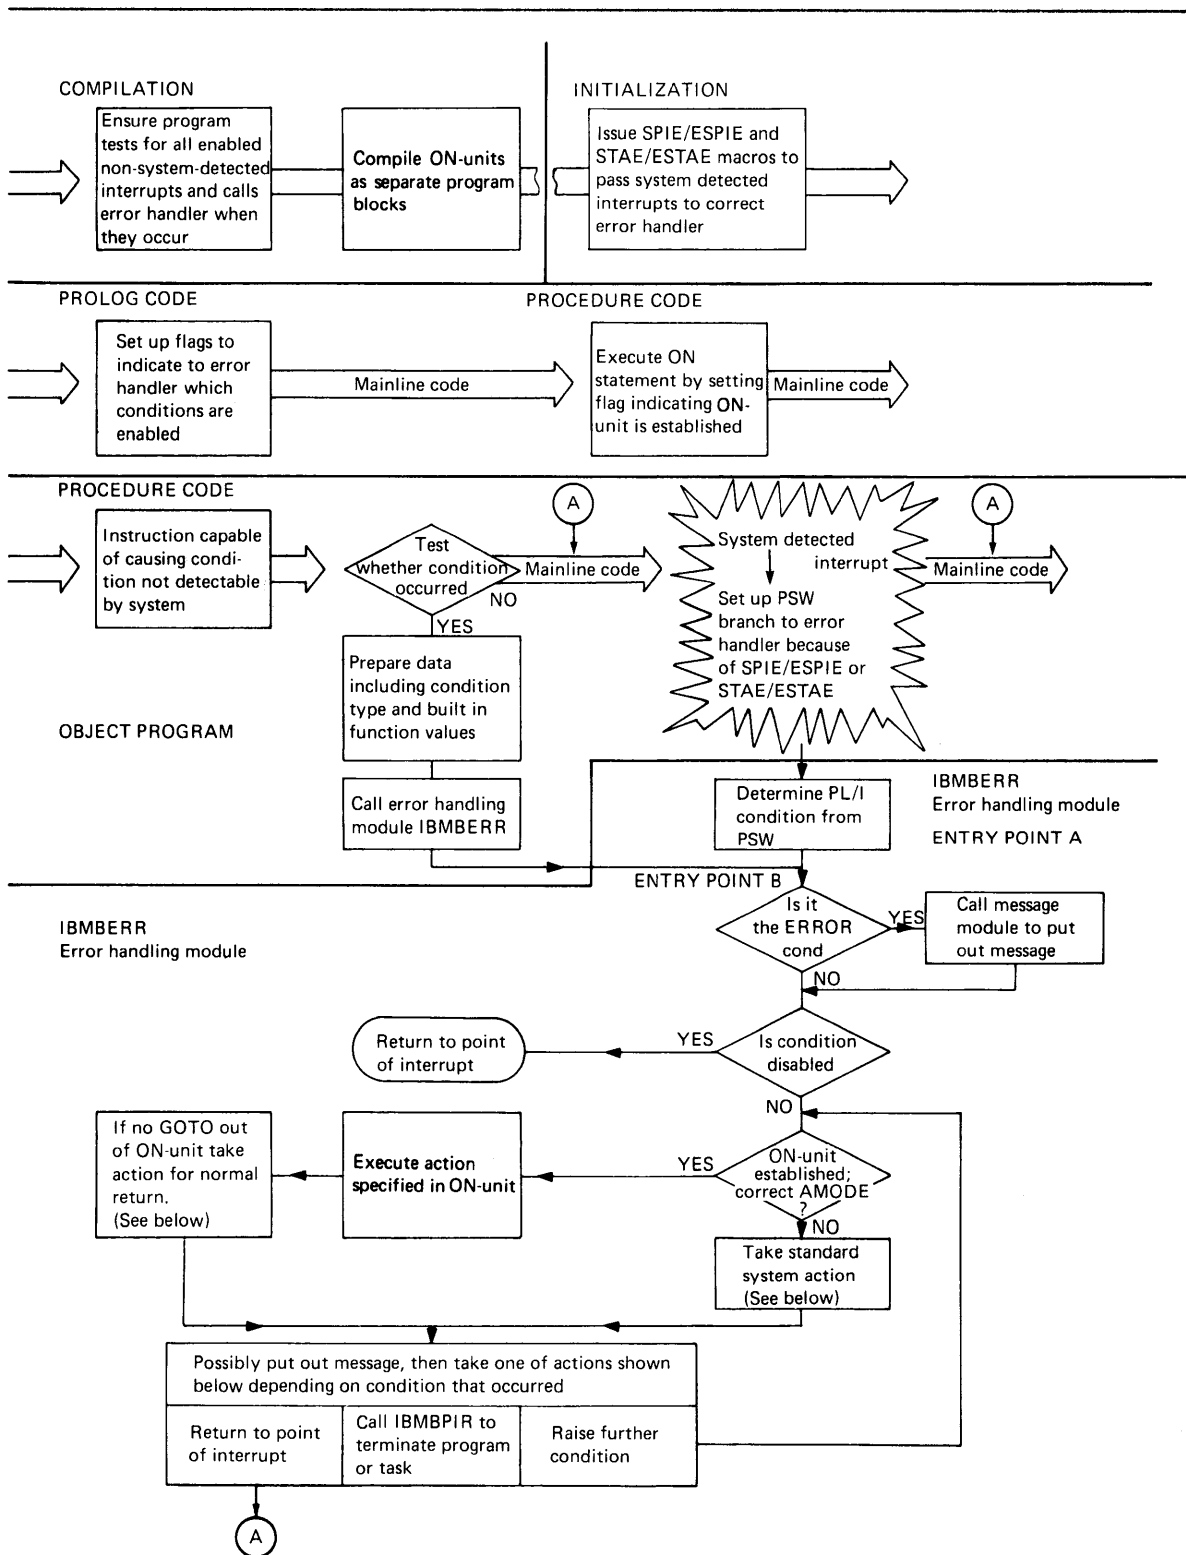 COMPILATION
Ensure program
tests for all enabled
non-system-detected
interrupts and calls
error handler when
they occur
Compile ON-units
as separate program
blocks
INITIALIZATION
Issue SPIE/ESPIE and
STAE/ESTAE macros to
pass system detected
interrupts to correct
error handler
PROLOG CODE
Set up flags to
indicate to error
handler which
conditions are
enabled
Mainline code
PROCEDURE CODE
Execute ON
statement by setting
flag indicating ON-
unit is established
Mainline code
PROCEDURE CODE
Instruction capable
of causing condi-
tion not detectable
by system
Test
whether condition
occurred
NO
YES
A
Mainline code
System detected
interrupt
Set up PSW
branch to error
handler because
of SPIE/ESPIE or
STAE/ESTAE
A
Mainline code
Prepare data
including condition
type and built in
function values
OBJECT PROGRAM
Call error handling
module IBMBERR
Determine PL/I
condition from
PSW
IBMBERR
Error handling module
ENTRY POINT A
ENTRY POINT B
IBMBERR
Error handling module
Is it
the ERROR
cond
YES
Call message
module to put
out message
NO
Is condition
disabled
YES
Return to point
of interrupt
NO
ON-unit
established;
correct AMODE
?
YES
Execute action
specified in ON-unit
If no GOTO out
of ON-unit take
action for normal
return.
(See below)
NO
Take standard
system action
(See below)
Possibly put out message, then take one of actions shown
below depending on condition that occurred
Return to point
of interrupt
Call IBMBPIR to
terminate program
or task
Raise further
condition
A